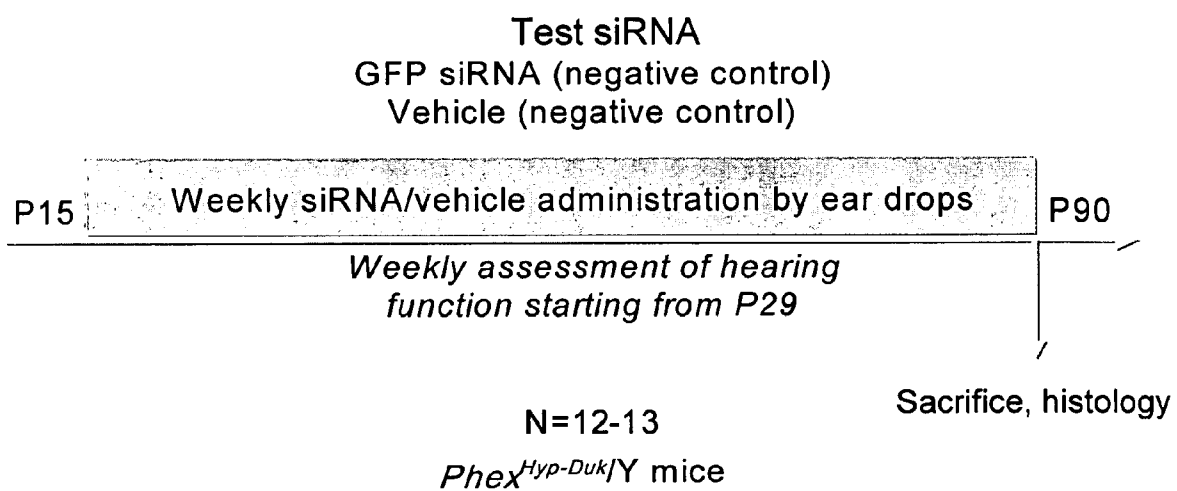 Test siRNA
GFP siRNA (negative control)
Vehicle (negative control)
P15
Weekly siRNA/vehicle administration by ear drops
P90
Weekly assessment of hearing
function starting from P29
Sacrifice, histology
N=12-13
Phex^Hyp-Duk/Y mice